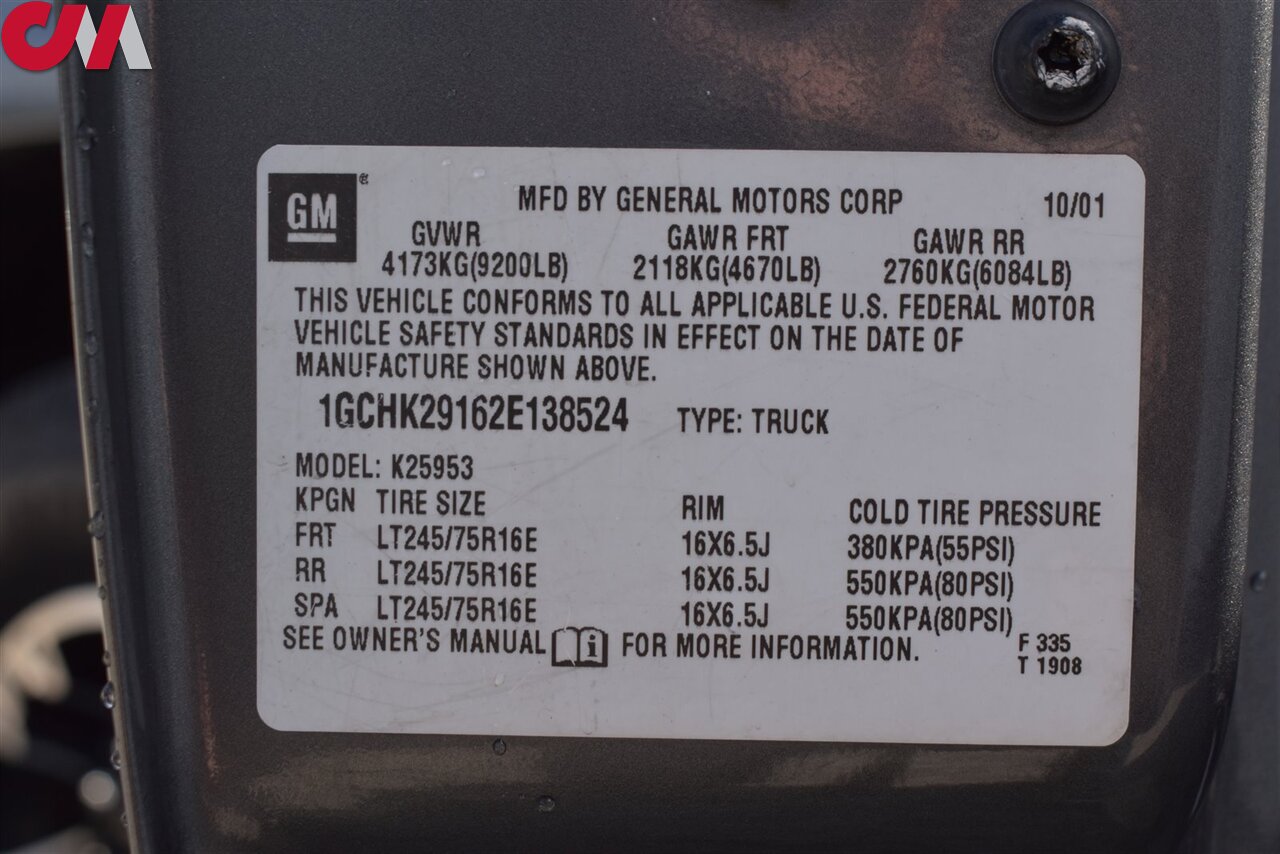 CM
GM®
MFD BY GENERAL MOTORS CORP 10/01
GVWR GAWR FRT GAWR RR
4173KG(9200LB) 2118KG(4670LB) 2760KG(6084LB)
THIS VEHICLE CONFORMS TO ALL APPLICABLE U.S. FEDERAL MOTOR
VEHICLE SAFETY STANDARDS IN EFFECT ON THE DATE OF
MANUFACTURE SHOWN ABOVE.
1GCHK29162E138524 TYPE: TRUCK
MODEL: K25953
KPGN TIRE SIZE RIM COLD TIRE PRESSURE
FRT LT245/75R16E 16X6.5J 380KPA(55PSI)
RR LT245/75R16E 16X6.5J 550KPA(80PSI)
SPA LT245/75R16E 16X6.5J 550KPA(80PSI)
SEE OWNER'S MANUAL i FOR MORE INFORMATION. F 335
T 1908